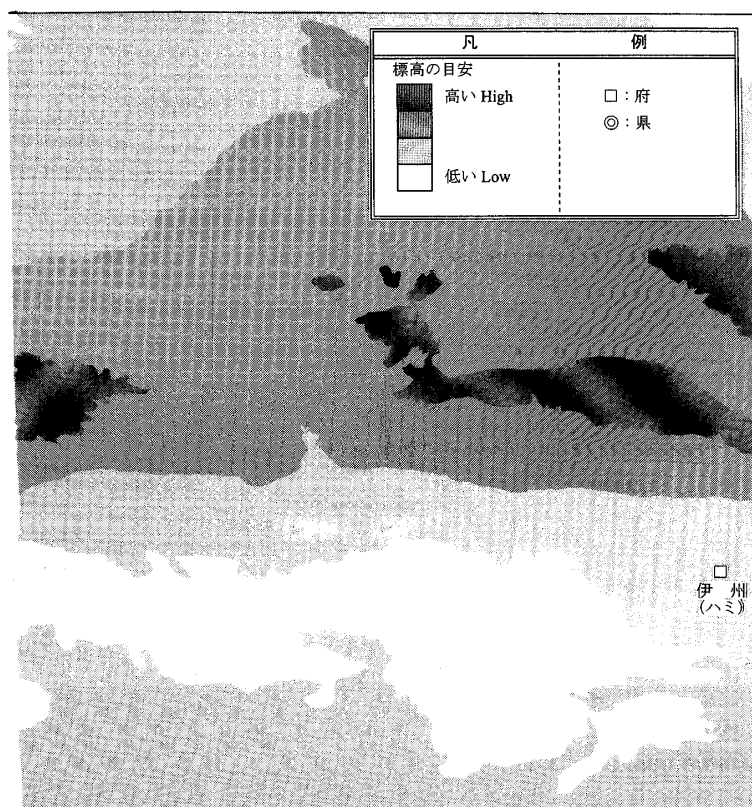 凡 例
標高の目安
高い High
低い Low
□:府
◎:県
伊 州
(ハミ)